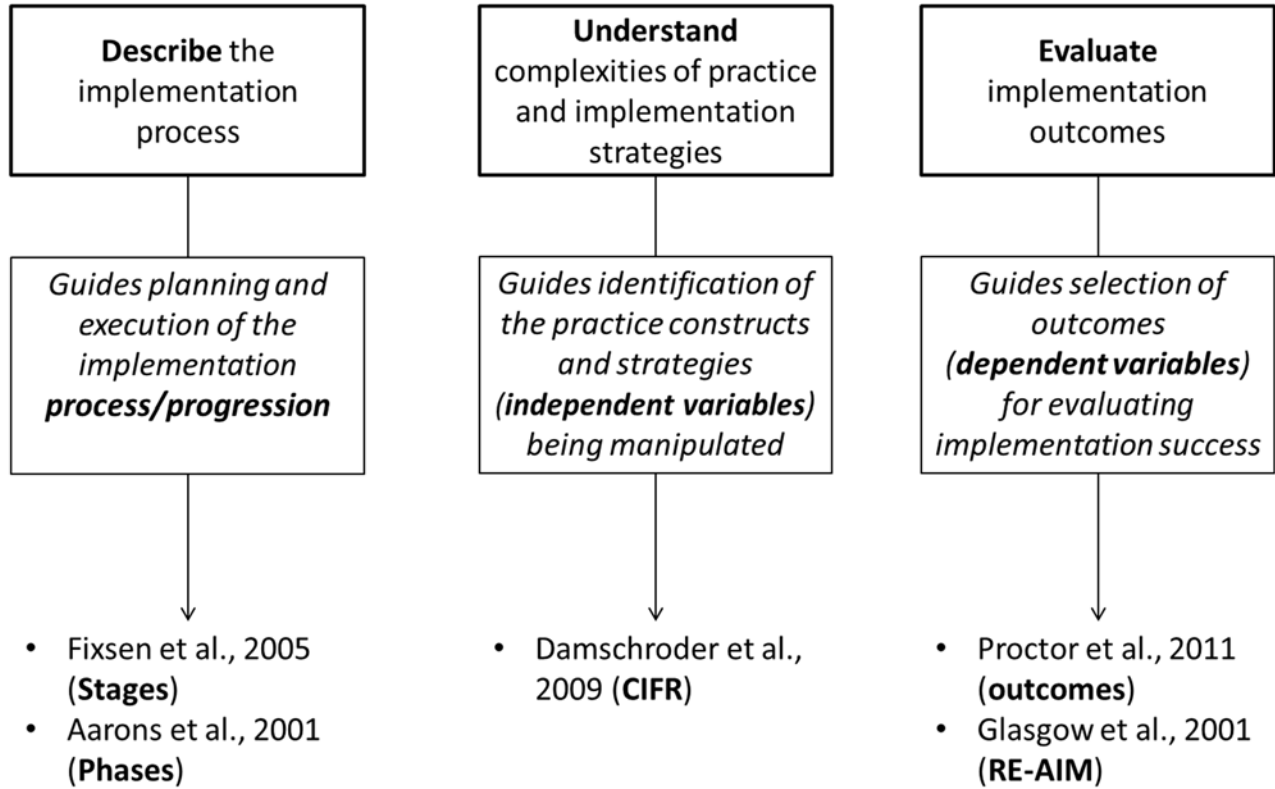 Describe the
implementation
process
Understand
complexities of practice
and implementation
strategies
Evaluate
implementation
outcomes
Guides planning and
execution of the
implementation
process/progression
Guides identification of
the practice constructs
and strategies
(independent variables)
being manipulated
Guides selection of
outcomes
(dependent variables)
for evaluating
implementation success
• Fixsen et al., 2005
(Stages)
• Aarons et al., 2001
(Phases)
• Damschroder et al.,
2009 (CIFR)
• Proctor et al., 2011
(outcomes)
• Glasgow et al., 2001
(RE-AIM)